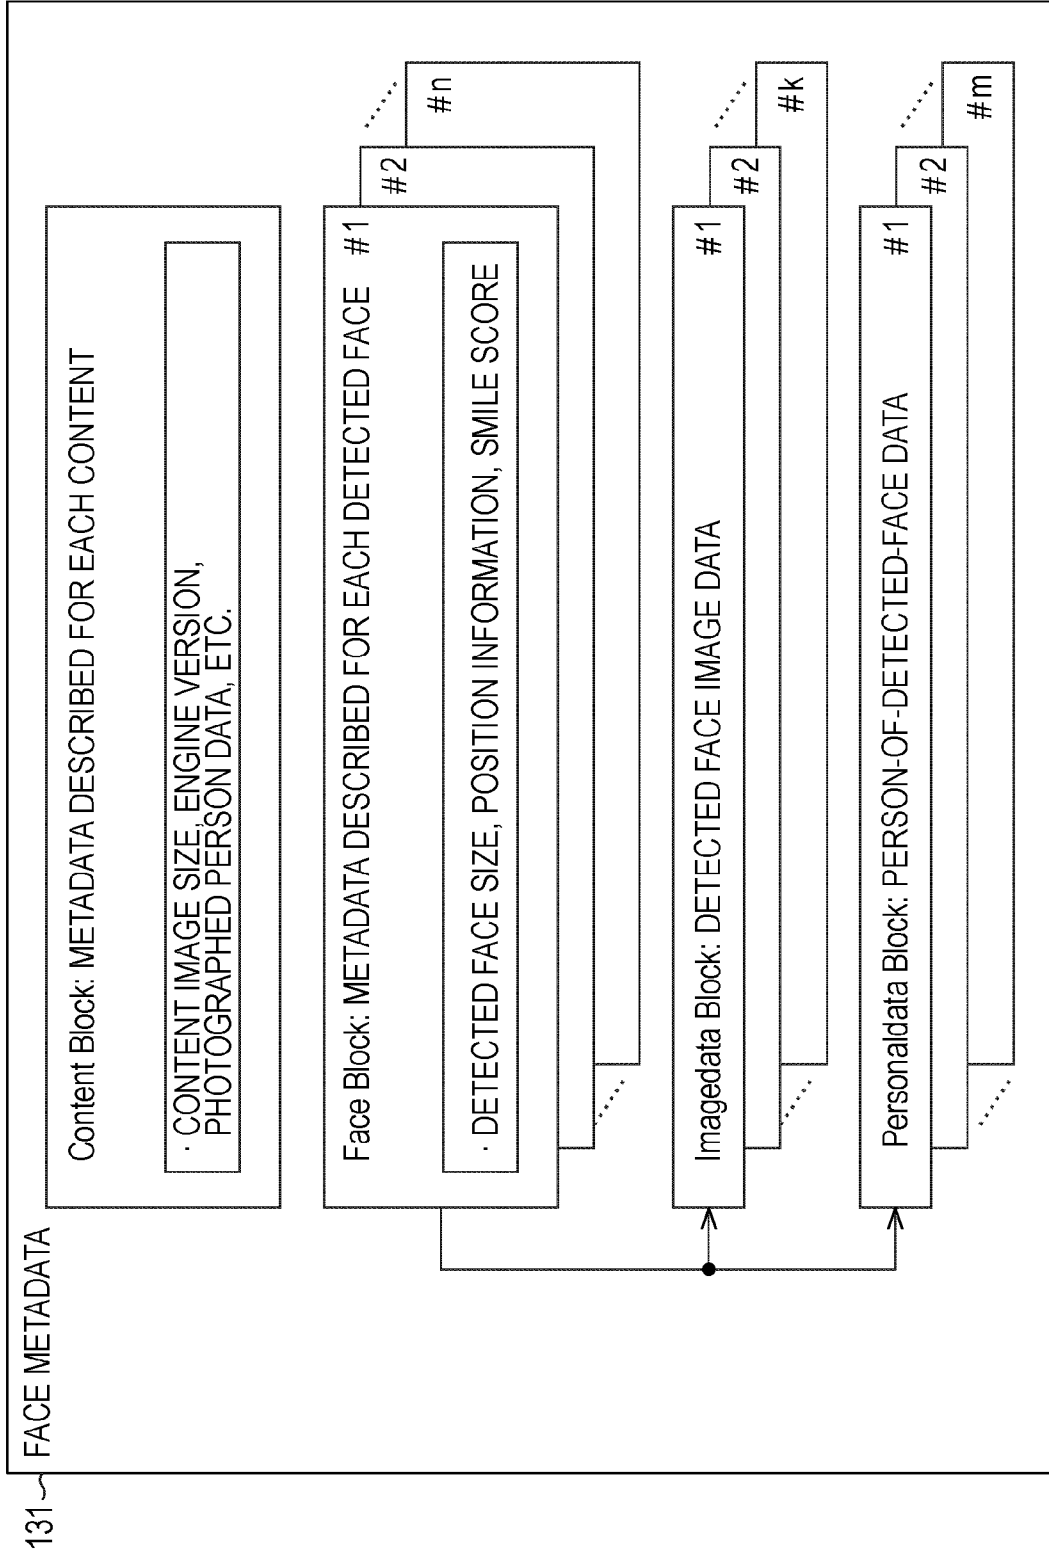 131 FACE METADATA
Content Block: METADATA DESCRIBED FOR EACH CONTENT
· CONTENT IMAGE SIZE, ENGINE VERSION,
PHOTOGRAPHED PERSON DATA, ETC.
Face Block: METADATA DESCRIBED FOR EACH DETECTED FACE #1
#2
#n
· DETECTED FACE SIZE, POSITION INFORMATION, SMILE SCORE
Imagedata Block: DETECTED FACE IMAGE DATA #1
#2
#k
Personaldata Block: PERSON-OF-DETECTED-FACE DATA #1
#2
#m